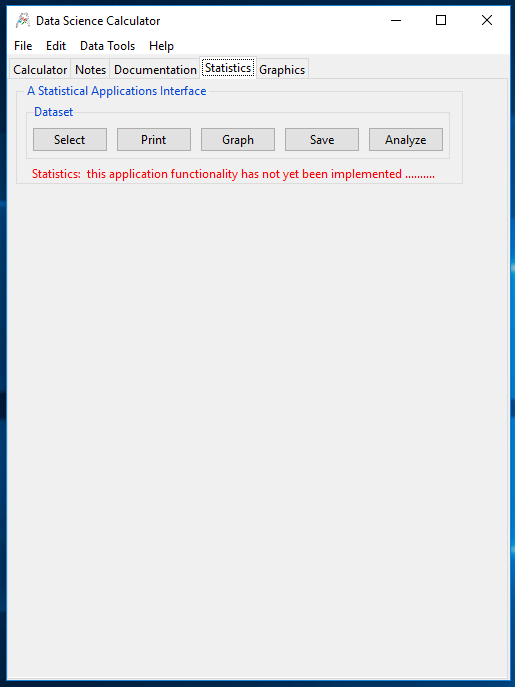 Data Science Calculator
File Edit Data Tools Help
Calculator Notes Documentation Statistics Graphics
A Statistical Applications Interface
Dataset
Select Print Graph Save Analyze
Statistics: this application functionality has not yet been implemented ..........